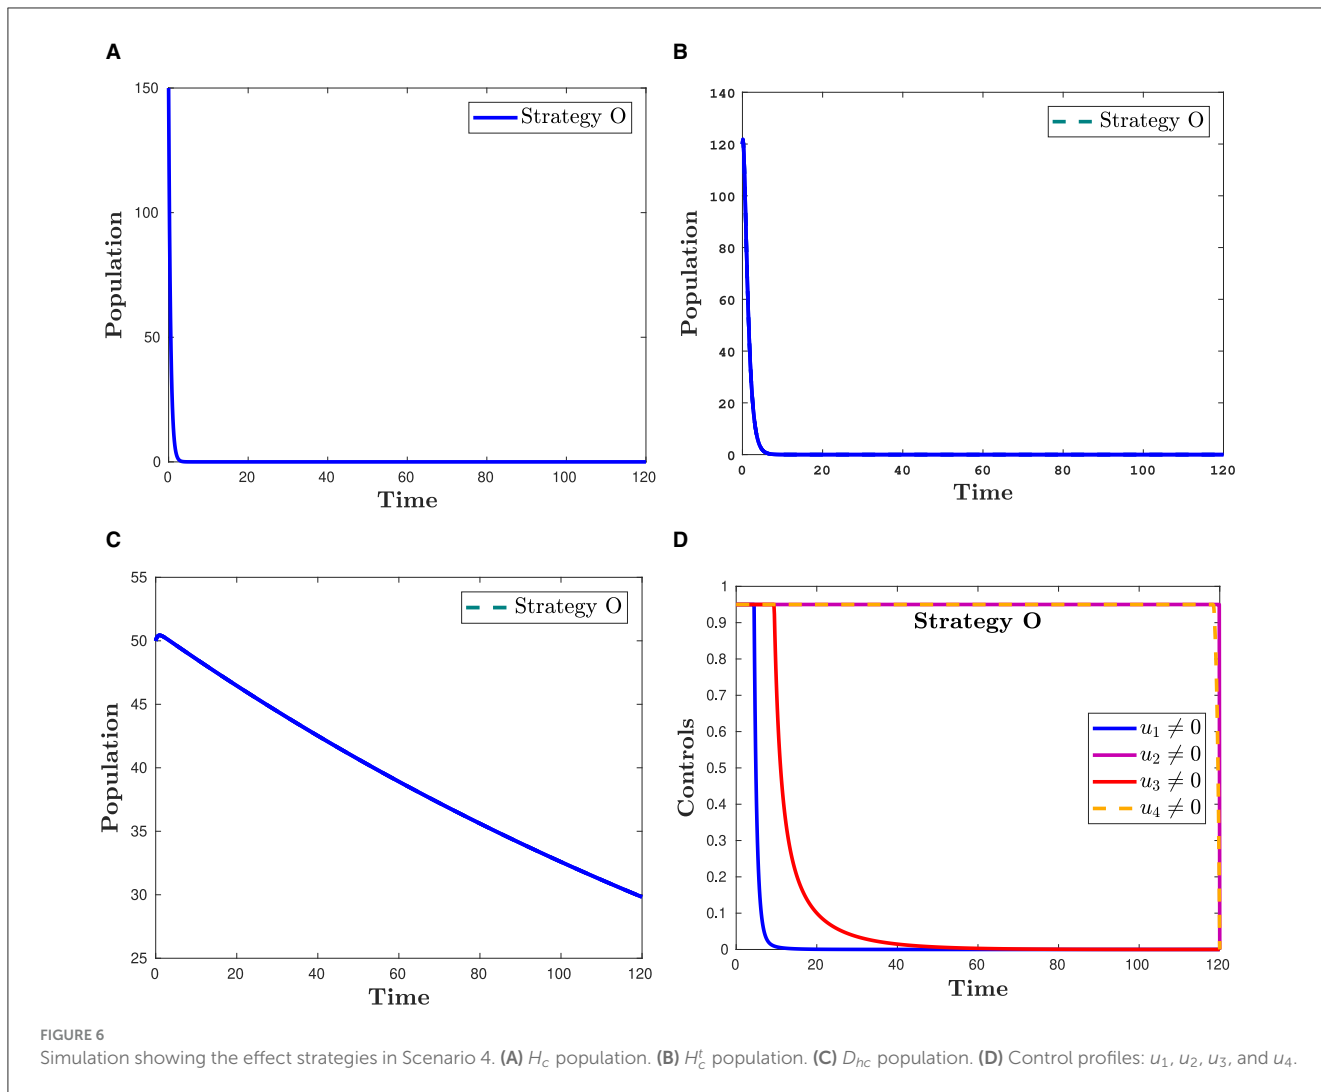 A
150
100
50
0
0 20 40 60 80 100 120
Population
Time
Strategy O
B
140
120
100
80
60
40
20
0
0 20 40 60 80 100 120
Population
Time
Strategy O
C
55
50
45
40
35
30
25
0 20 40 60 80 100 120
Population
Time
Strategy O
D
1
0.9
0.8
0.7
0.6
0.5
0.4
0.3
0.2
0.1
0
0 20 40 60 80 100 120
Controls
Time
Strategy O
u₁ ≠ 0
u₂ ≠ 0
u₃ ≠ 0
u₄ ≠ 0
FIGURE 6
Simulation showing the effect strategies in Scenario 4. (A) H_c population. (B) H_c^t population. (C) D_hc population. (D) Control profiles: u₁, u₂, u₃, and u₄.